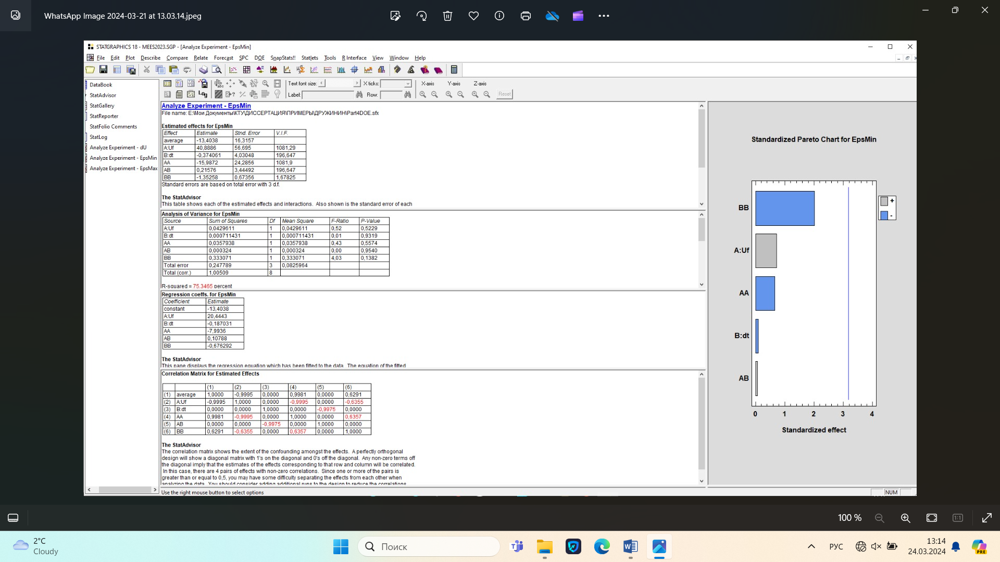 WhatsApp Image 2024-03-21 at 13.03.14.jpeg
STATGRAPHICS 18 - MEES2023.SGP - [Analyze Experiment - EpsMin]
File Edit Plot Describe Compare Relate Forecast SPC DOE SnapStats!! Statlets Tools R Interface View Window Help
Text font size: X ticks: X-axis Y-axis Z-axis
Log Label: Row: Reset
DataBook
StatAdvisor
StatGallery
StatReporter
StatFolio Comments
StatLog
Analyze Experiment - dU
Analyze Experiment - EpsMin
Analyze Experiment - EpsMax
Analyze Experiment - EpsMin
File name: E:\Мои Документы\КТУ\ДИССЕРТАЦИЯ\ПРИМЕРЫ\ДРУЖИНИН\Part4DOE.sfx
Estimated effects for EpsMin
Effect Estimate Stnd. Error V.I.F.
average -13,4038 16,3157
A:Uf 40,8886 56,695 1081,29
B:dt -0,374061 4,03048 196,647
AA -15,9872 24,2856 1081,9
AB 0,21576 3,44492 196,647
BB -1,35258 0,67356 1,67825
Standard errors are based on total error with 3 d.f.
The StatAdvisor
This table shows each of the estimated effects and interactions. Also shown is the standard error of each
Analysis of Variance for EpsMin
Source Sum of Squares Df Mean Square F-Ratio P-Value
A:Uf 0,0429611 1 0,0429611 0,52 0,5229
B:dt 0,000711431 1 0,000711431 0,01 0,9319
AA 0,0357938 1 0,0357938 0,43 0,5574
AB 0,000324 1 0,000324 0,00 0,9540
BB 0,333071 1 0,333071 4,03 0,1382
Total error 0,247789 3 0,0825964
Total (corr.) 1,00509 8
R-squared = 75,3465 percent
Regression coeffs. for EpsMin
Coefficient Estimate
constant -13,4038
A:Uf 20,4443
B:dt -0,187031
AA -7,9936
AB 0,10788
BB -0,676292
The StatAdvisor
This pane displays the regression equation which has been fitted to the data. The equation of the fitted
Correlation Matrix for Estimated Effects
(1) (2) (3) (4) (5) (6)
(1) average 1,0000 -0,9995 0,0000 0,9981 0,0000 0,6291
(2) A:Uf -0,9995 1,0000 0,0000 -0,9995 0,0000 -0,6355
(3) B:dt 0,0000 0,0000 1,0000 0,0000 -0,9975 0,0000
(4) AA 0,9981 -0,9995 0,0000 1,0000 0,0000 0,6357
(5) AB 0,0000 0,0000 -0,9975 0,0000 1,0000 0,0000
(6) BB 0,6291 -0,6355 0,0000 0,6357 0,0000 1,0000
The StatAdvisor
The correlation matrix shows the extent of the confounding amongst the effects. A perfectly orthogonal
design will show a diagonal matrix with 1's on the diagonal and 0's off the diagonal. Any non-zero terms off
the diagonal imply that the estimates of the effects corresponding to that row and column will be correlated.
In this case, there are 4 pairs of effects with non-zero correlations. Since one or more of the pairs is
greater than or equal to 0,5, you may have some difficulty separating the effects from each other when
analyzing the data. You should consider adding additional runs to the design to reduce the correlations.
Standardized Pareto Chart for EpsMin
+
-
BB
A:Uf
AA
B:dt
AB
0 1 2 3 4
Standardized effect
Use the right mouse button to select options
NUM
100 %
1:1
2°C
Cloudy
Поиск
РУС
13:14
24.03.2024
PRE